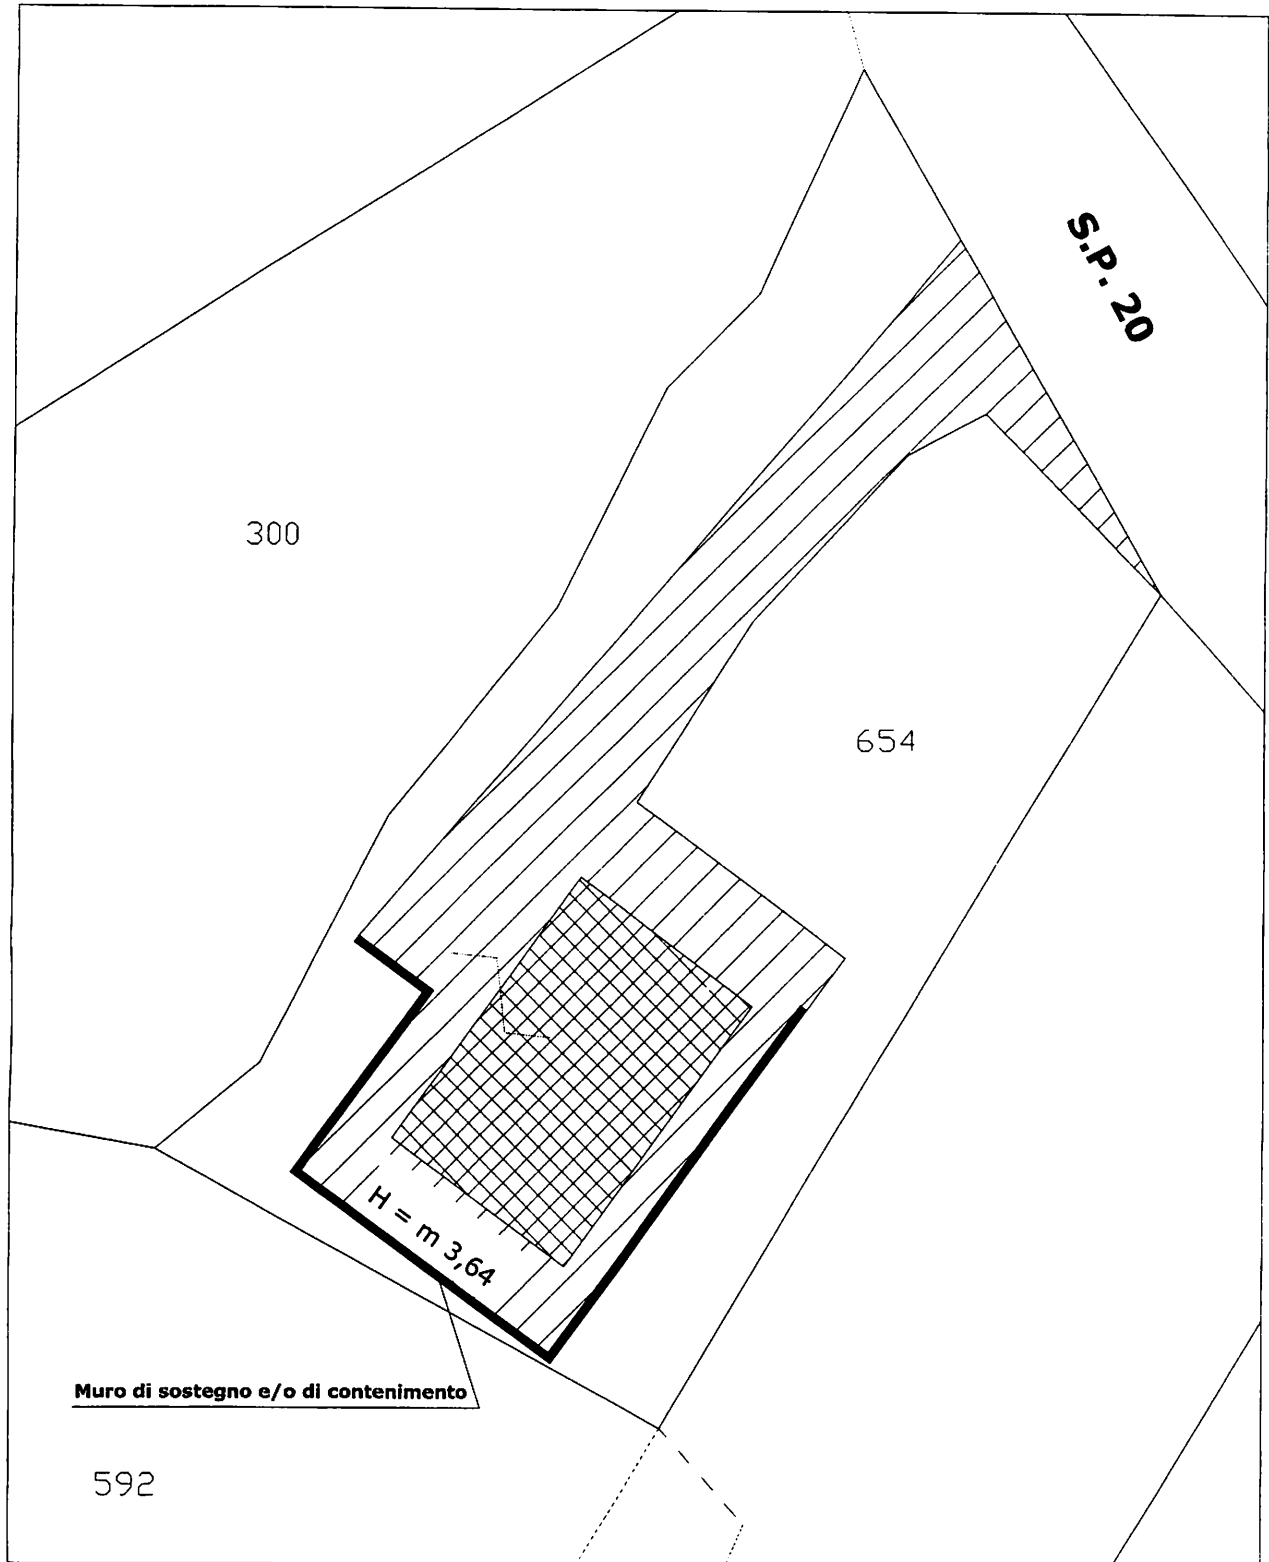 S.P. 20
300
654
H = m 3,64
Muro di sostegno e/o di contenimento
592